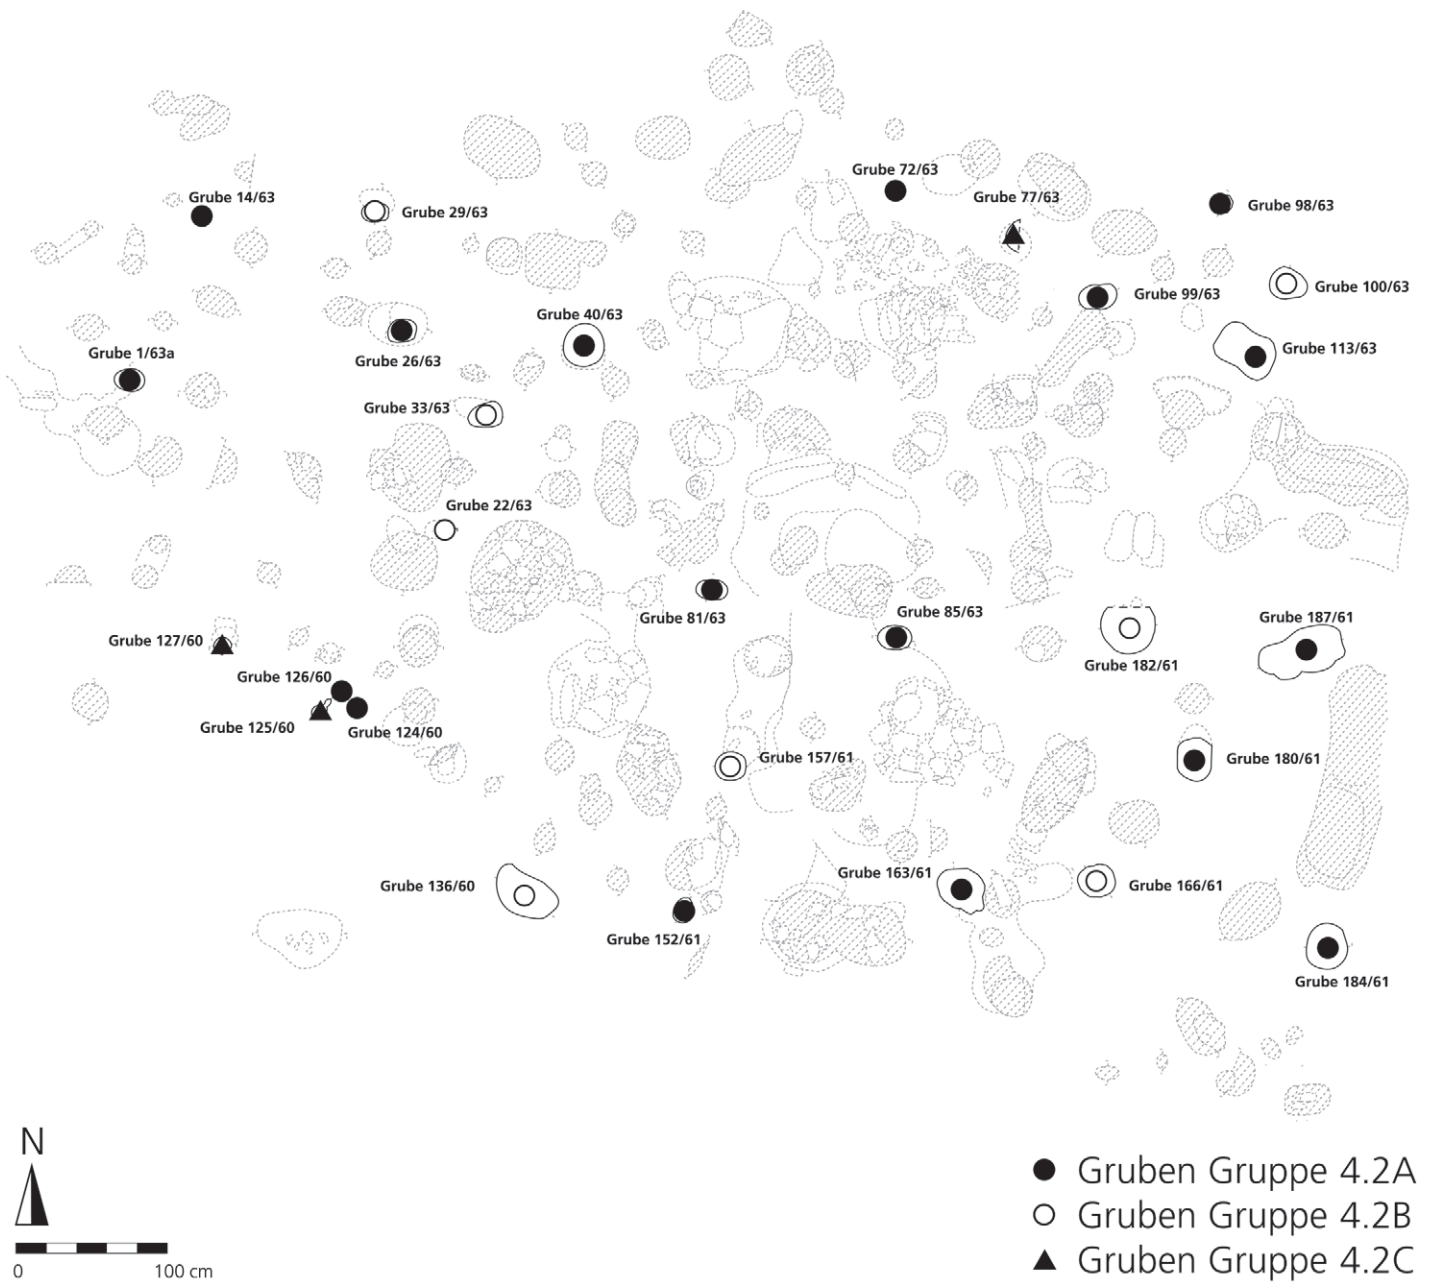 Grube 72/63
Grube 14/63
Grube 77/63
Grube 98/63
Grube 29/63
Grube 100/63
Grube 99/63
Grube 40/63
Grube 113/63
Grube 1/63a
Grube 26/63
Grube 33/63
Grube 22/63
Grube 81/63
Grube 85/63
Grube 187/61
Grube 127/60
Grube 182/61
Grube 126/60
Grube 125/60
Grube 124/60
Grube 157/61
Grube 180/61
Grube 163/61
Grube 136/60
Grube 166/61
Grube 152/61
Grube 184/61
N
0 100 cm
Gruben Gruppe 4.2A
Gruben Gruppe 4.2B
Gruben Gruppe 4.2C